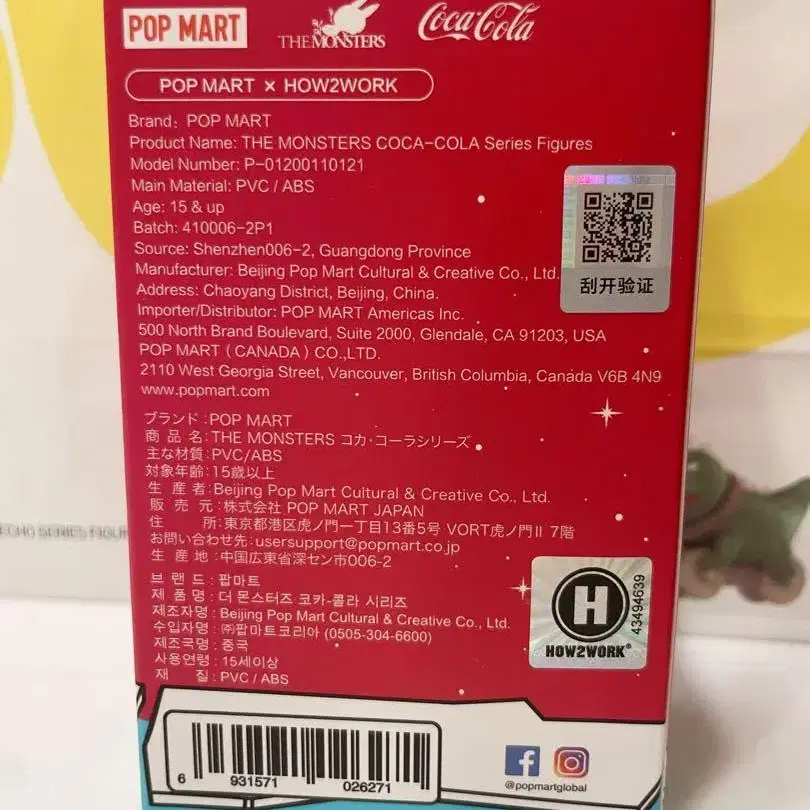 POP MART
THE MONSTERS
Coca-Cola
POP MART × HOW2WORK
Brand: POP MART
Product Name: THE MONSTERS COCA-COLA Series Figures
Model Number: P-01200110121
Main Material: PVC / ABS
Age: 15 & up
Batch: 410006-2P1
Source: Shenzhen006-2, Guangdong Province
Manufacturer: Beijing Pop Mart Cultural & Creative Co., Ltd.
Address: Chaoyang District, Beijing, China.
Importer/Distributor: POP MART Americas Inc.
500 North Brand Boulevard, Suite 2000, Glendale, CA 91203, USA
POP MART (CANADA) CO.,LTD.
2110 West Georgia Street, Vancouver, British Columbia, Canada V6B 4N9
www.popmart.com
刮开验证
ブランド:POP MART
商品名:THE MONSTERS コカ·コーラシリーズ
主な材質:PVC/ABS
対象年齢:15歳以上
生産者:Beijing Pop Mart Cultural & Creative Co., Ltd.
販売元:株式会社 POP MART JAPAN
住所:東京都港区虎ノ門一丁目13番5号 VORT虎ノ門II 7階
お問い合わせ先:usersupport@popmart.co.jp
生産地:中国広東省深セン市006-2
브랜드 : 팝마트
제품명 : 더 몬스터즈 코카-콜라 시리즈
제조자명 : Beijing Pop Mart Cultural & Creative Co., Ltd.
수입자명 : ㈜팝마트코리아 (0505-304-6600)
제조국명 : 중국
사용연령 : 15세이상
재질 : PVC / ABS
H
HOW2WORK®
43494639
6 931571 026271
@popmartglobal
ECHO SERIES FIGUR